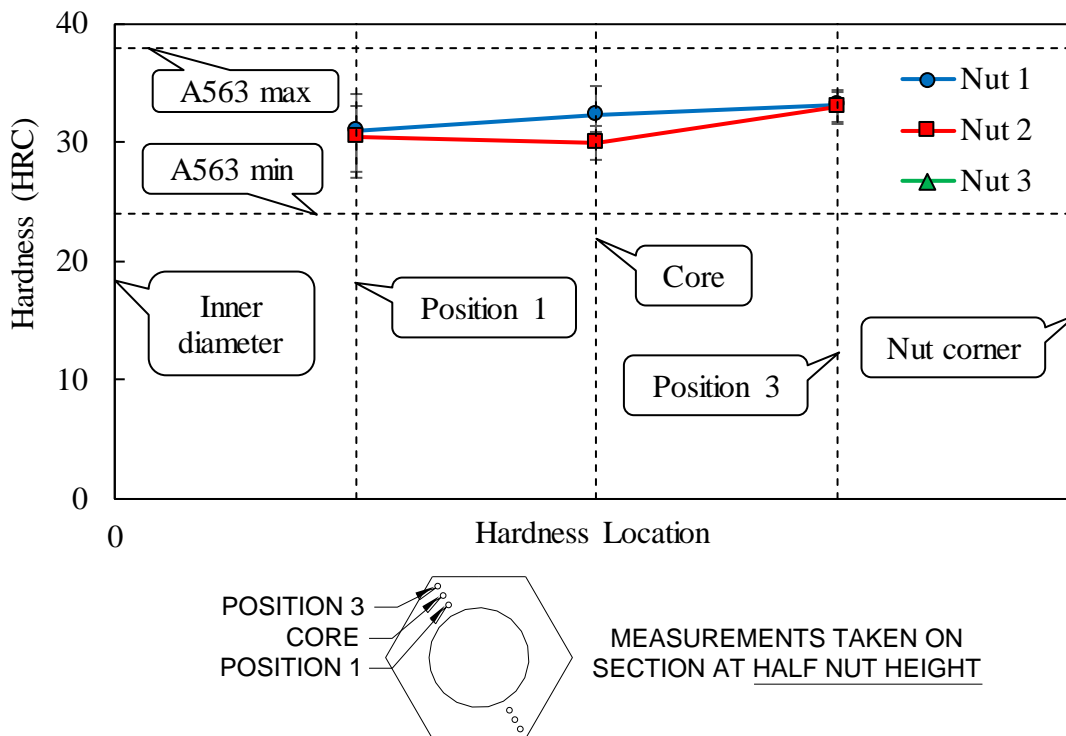 40
30
20
10
0
Hardness (HRC)
A563 max
A563 min
Nut 1
Nut 2
Nut 3
Inner
diameter
Position 1
Core
Position 3
Nut corner
0
Hardness Location
POSITION 3
CORE
POSITION 1
MEASUREMENTS TAKEN ON
SECTION AT HALF NUT HEIGHT